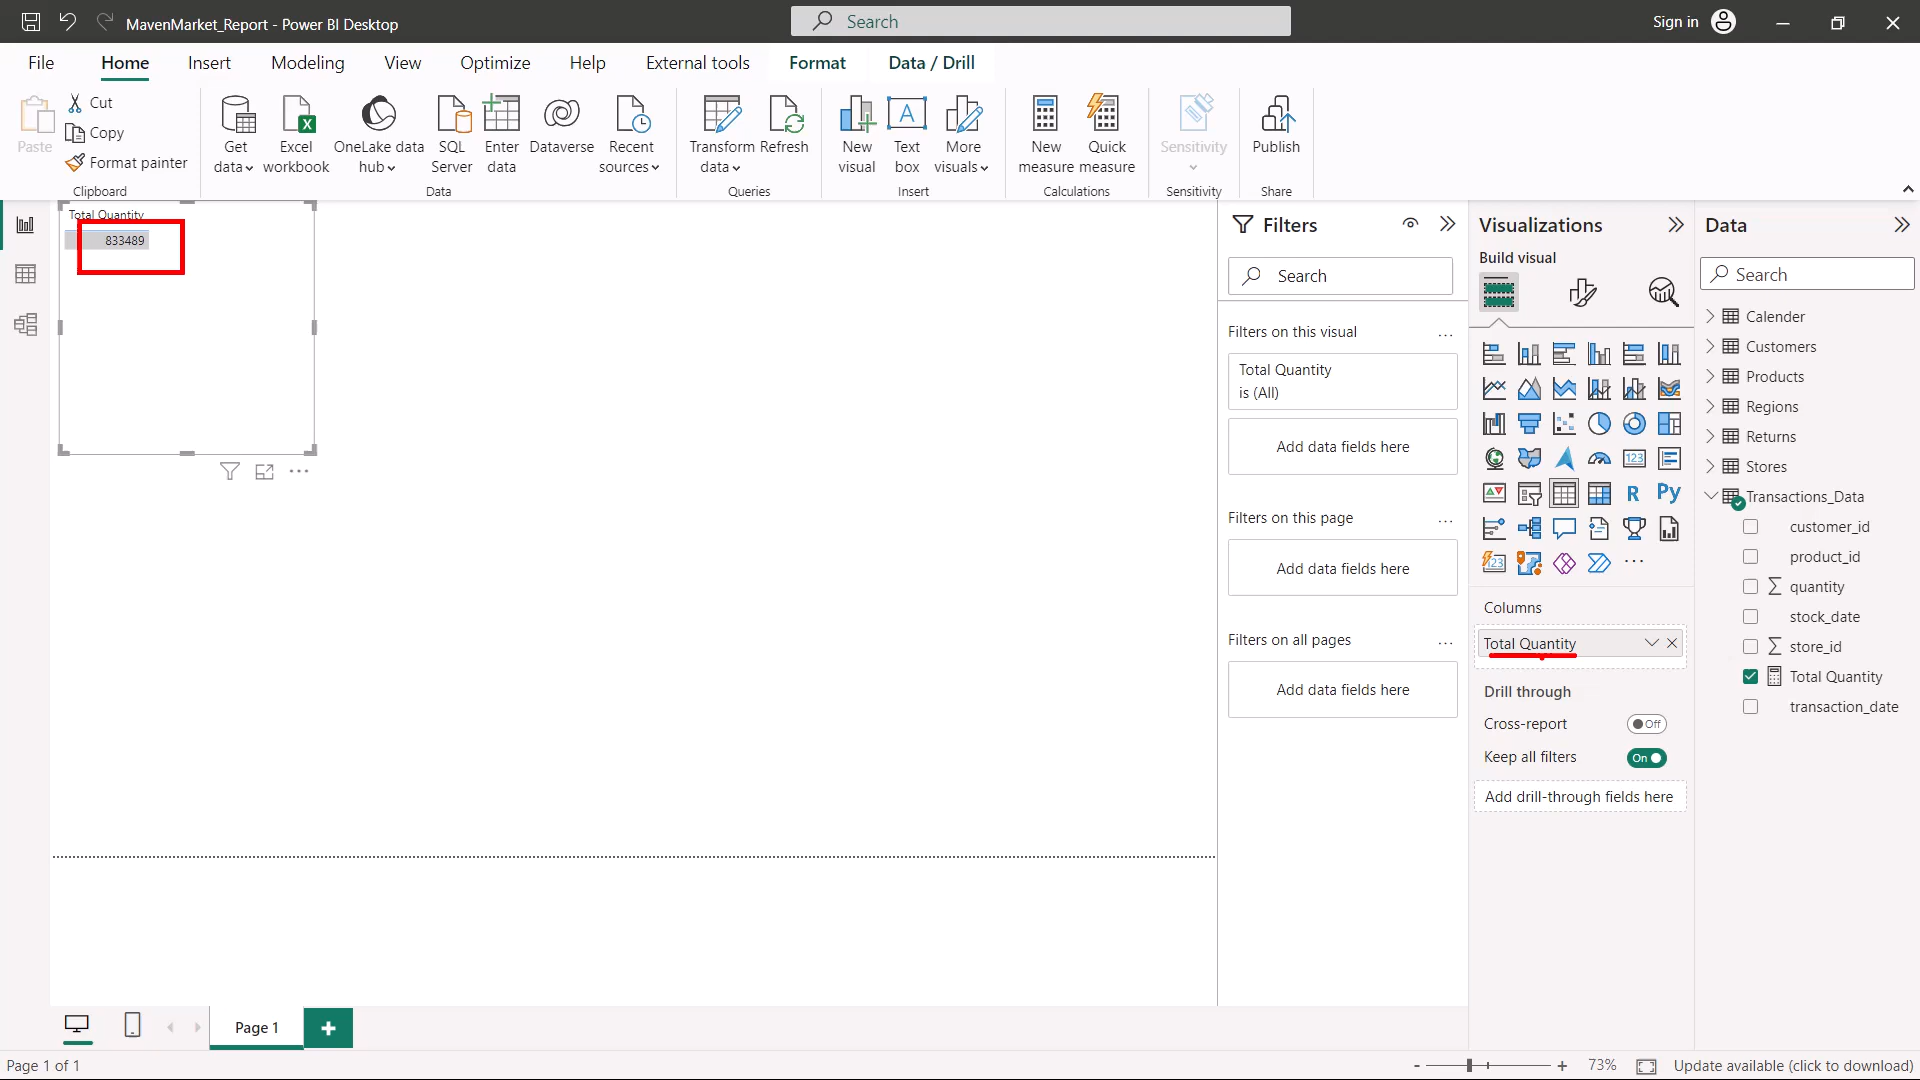 MavenMarket_Report - Power BI Desktop
Search
Sign in
File Home Insert Modeling View Optimize Help External tools Format Data / Drill
Paste
Cut
Copy
Format painter
Clipboard
Get data
Excel workbook
OneLake data hub
SQL Server
Enter data
Dataverse
Recent sources
Data
Transform data
Refresh
Queries
New visual
Text box
More visuals
Insert
New measure
Quick measure
Calculations
Sensitivity
Sensitivity
Publish
Share
Total Quantity
833489
Filters
Search
Filters on this visual
...
Total Quantity
is (All)
Add data fields here
Filters on this page
...
Add data fields here
Filters on all pages
...
Add data fields here
Visualizations
Build visual
123
R
Py
123
...
Columns
Total Quantity
Drill through
Cross-report
Off
Keep all filters
On
Add drill-through fields here
Data
Search
Calender
Customers
Products
Regions
Returns
Stores
Transactions_Data
customer_id
product_id
quantity
stock_date
store_id
Total Quantity
transaction_date
Page 1
Page 1 of 1
- + 73%
Update available (click to download)